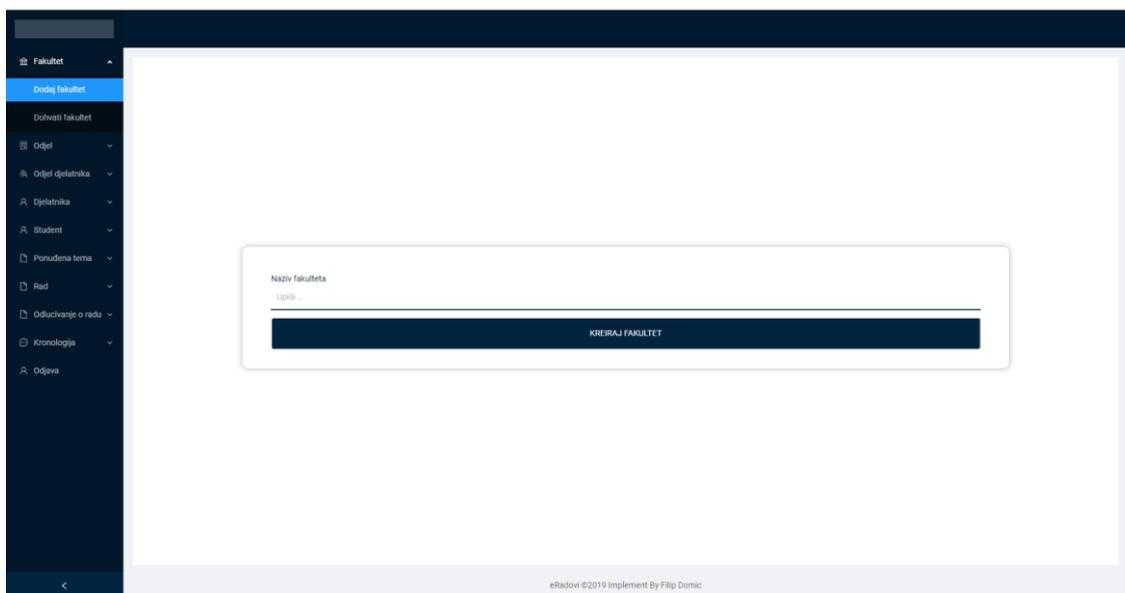 Fakultet
Dodaj fakultet
Dohvati fakultet
Odjel
Odjel djelatnika
Djelatnika
Student
Ponuđena tema
Rad
Odlucivanje o radu
Kronologija
Odjava
Naziv fakulteta
Upiši ...
KREIRAJ FAKULTET
eRadovi ©2019 Implement By Filip Domic